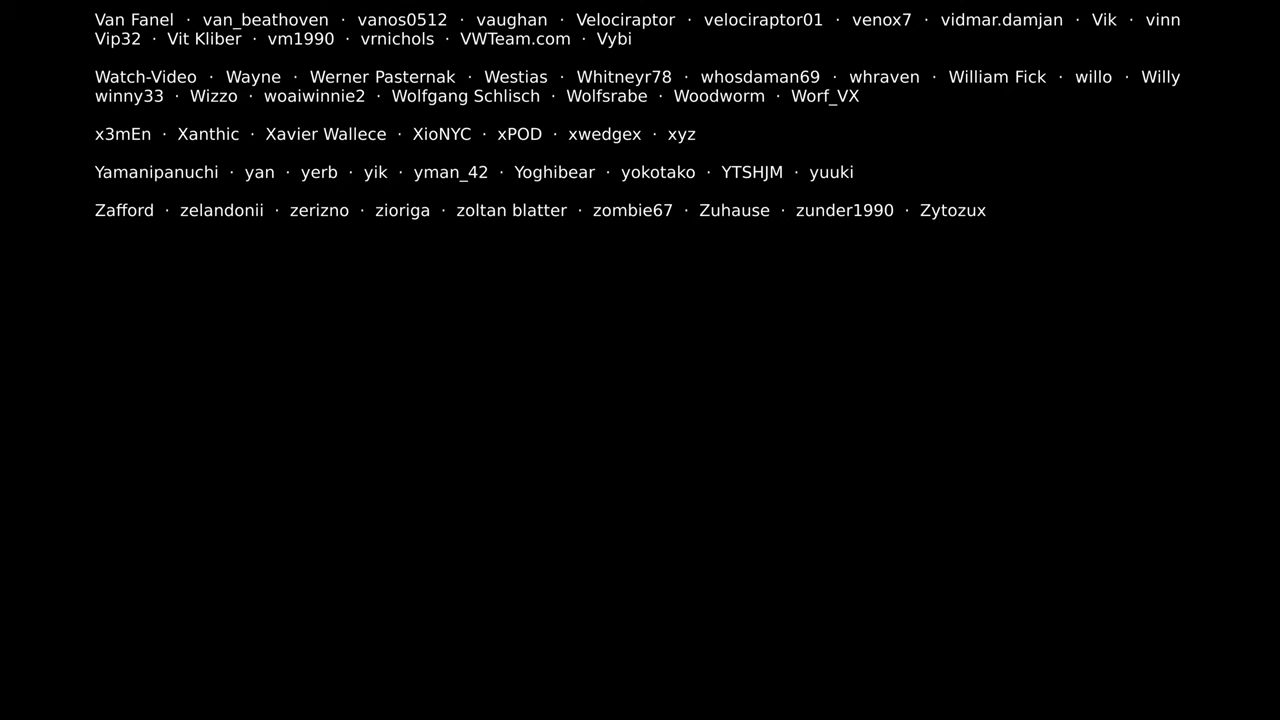 Van Fanel · van_beathoven · vanos0512 · vaughan · Velociraptor · velociraptor01 · venox7 · vidmar.damjan · Vik · vinn
Vip32 · Vit Kliber · vm1990 · vrnichols · VWTeam.com · Vybi
Watch-Video · Wayne · Werner Pasternak · Westias · Whitneyr78 · whosdaman69 · whraven · William Fick · willo · Willy
winny33 · Wizzo · woaiwinnie2 · Wolfgang Schlisch · Wolfsrabe · Woodworm · Worf_VX
x3mEn · Xanthic · Xavier Wallece · XioNYC · xPOD · xwedgex · xyz
Yamanipanuchi · yan · yerb · yik · yman_42 · Yoghibear · yokotako · YTSHJM · yuuki
Zafford · zelandonii · zerizno · zioriga · zoltan blatter · zombie67 · Zuhause · zunder1990 · Zytozux